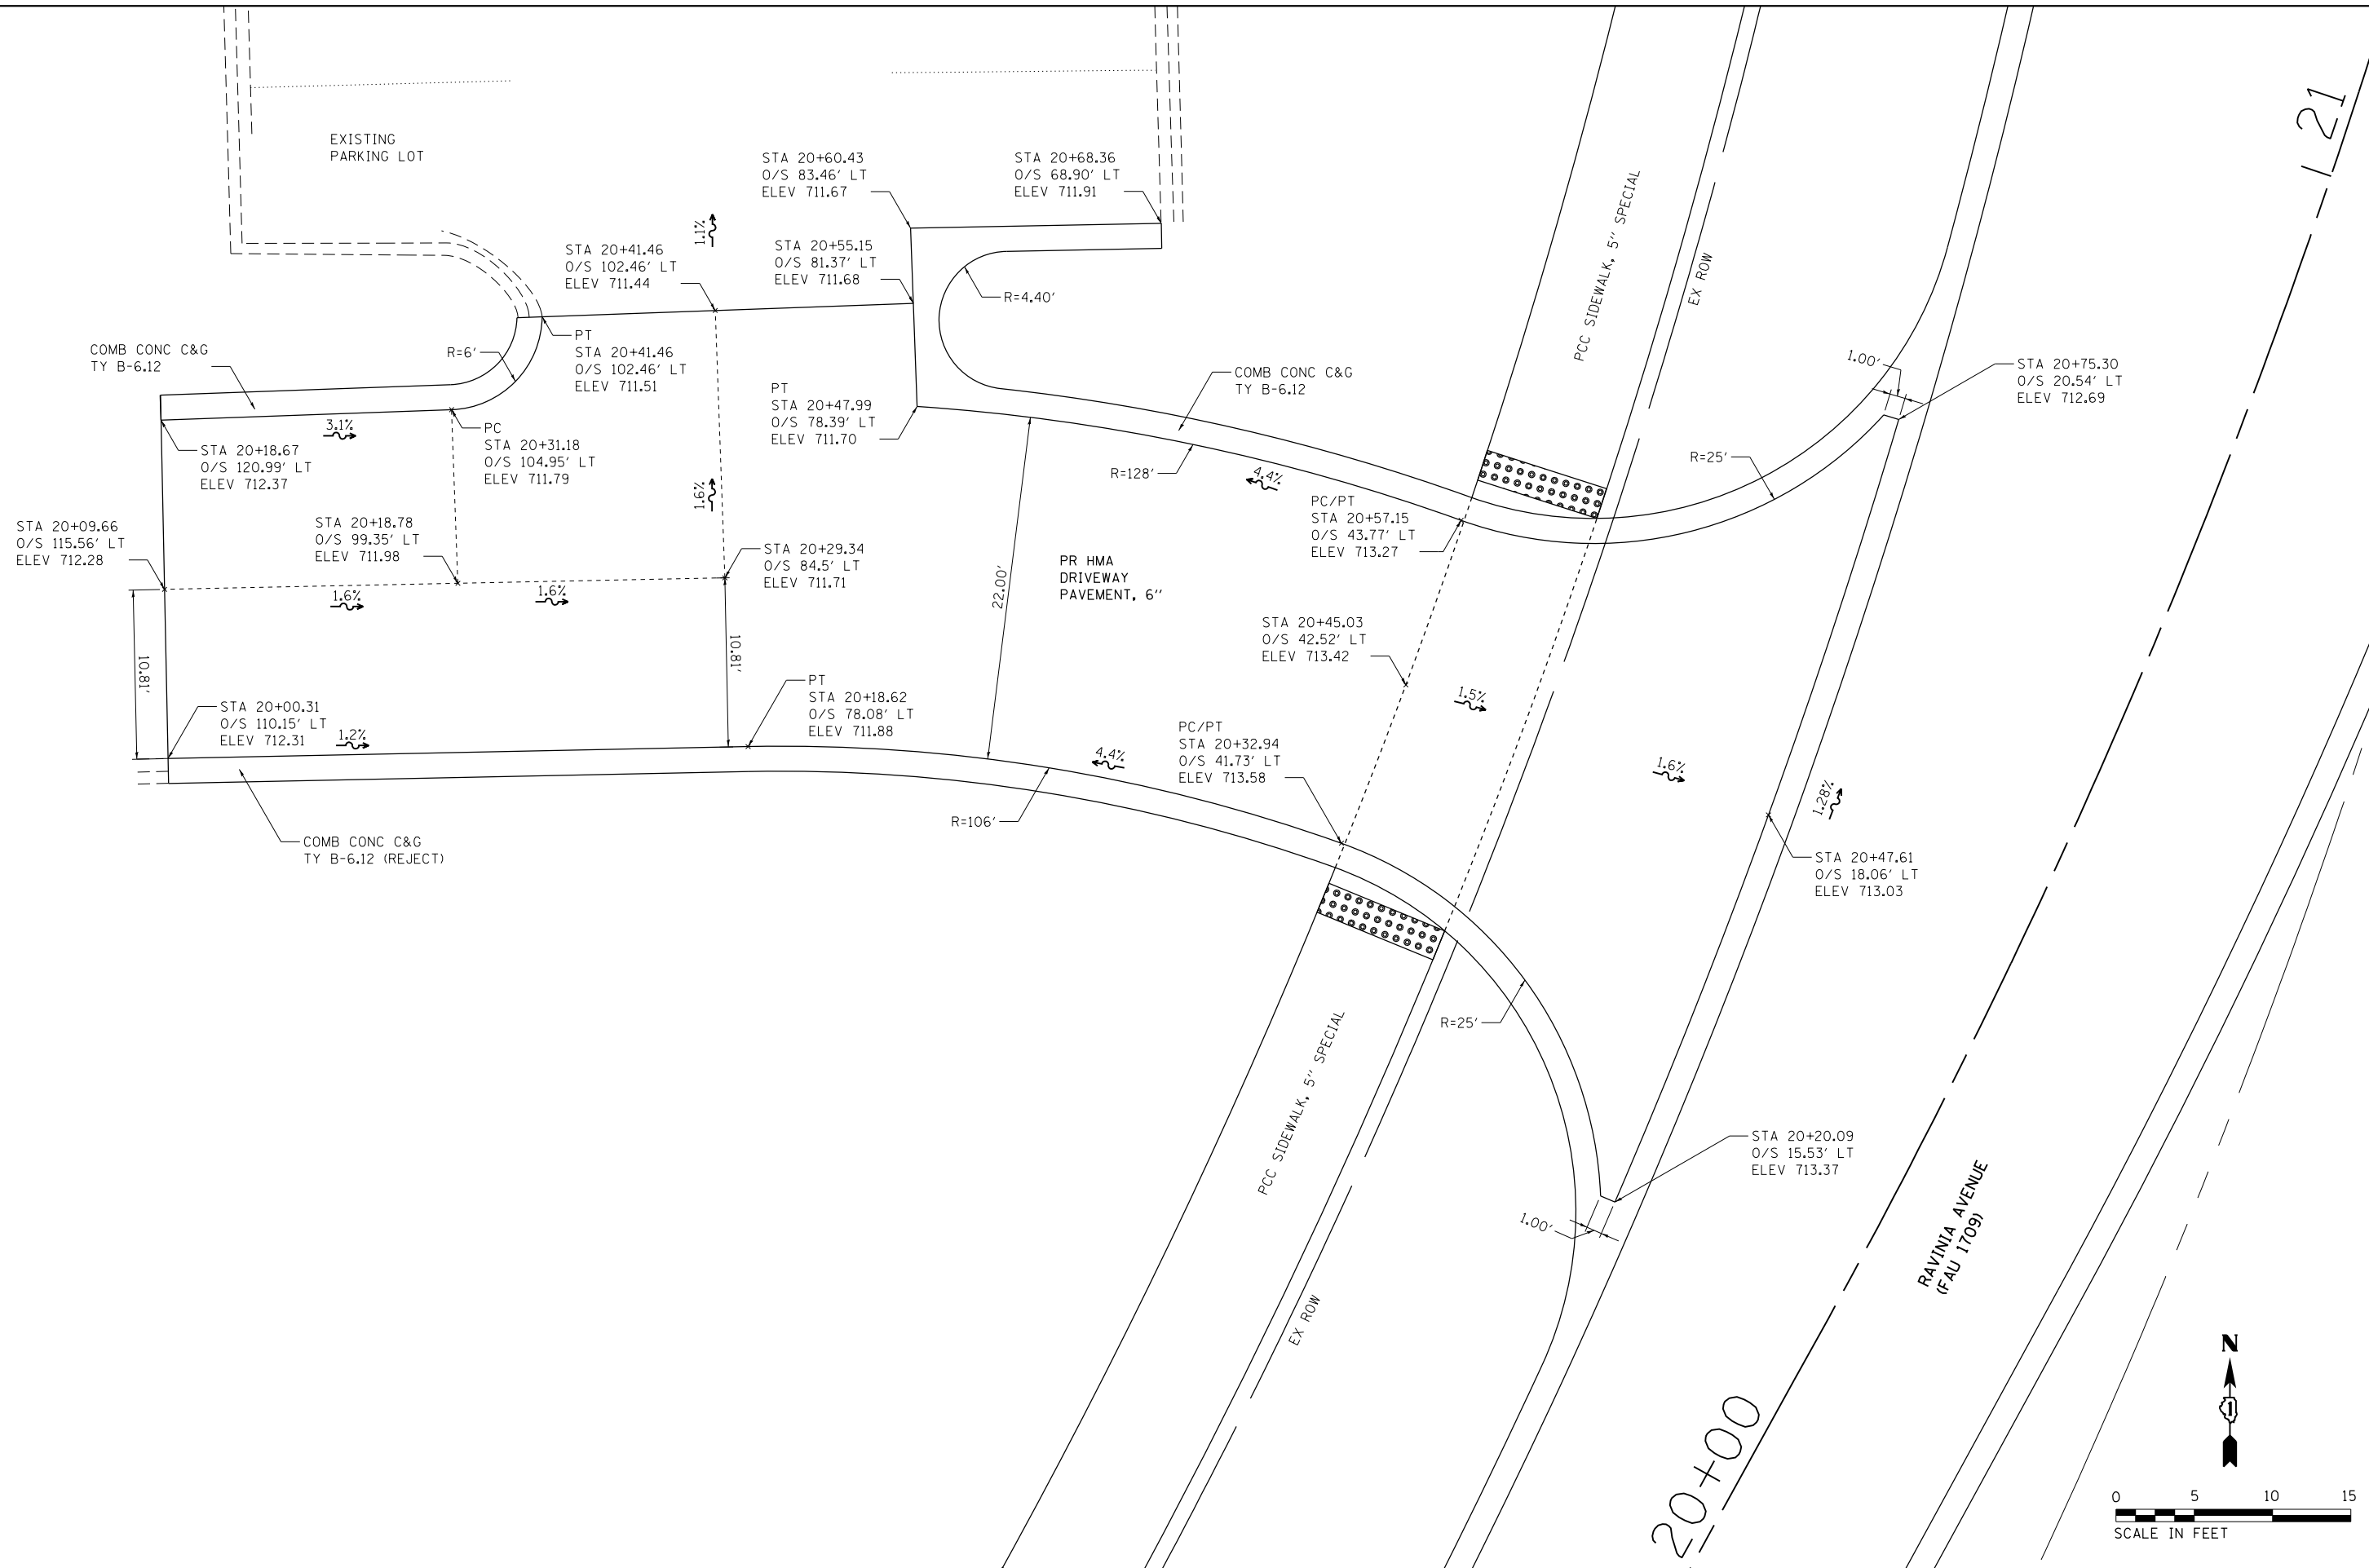 EXISTING
PARKING LOT
STA 20+60.43
O/S 83.46' LT
ELEV 711.67
STA 20+68.36
O/S 68.90' LT
ELEV 711.91
1.1%
STA 20+41.46
O/S 102.46' LT
ELEV 711.44
STA 20+55.15
O/S 81.37' LT
ELEV 711.68
R=4.40'
PCC SIDEWALK, 5" SPECIAL
EX ROW
21
COMB CONC C&G
TY B-6.12
R=6'
PT
STA 20+41.46
O/S 102.46' LT
ELEV 711.51
PT
STA 20+47.99
O/S 78.39' LT
ELEV 711.70
COMB CONC C&G
TY B-6.12
1.00'
STA 20+75.30
O/S 20.54' LT
ELEV 712.69
3.1%
STA 20+18.67
O/S 120.99' LT
ELEV 712.37
PC
STA 20+31.18
O/S 104.95' LT
ELEV 711.79
1.6%
R=128'
4.4%
R=25'
PC/PT
STA 20+57.15
O/S 43.77' LT
ELEV 713.27
STA 20+09.66
O/S 115.56' LT
ELEV 712.28
STA 20+18.78
O/S 99.35' LT
ELEV 711.98
STA 20+29.34
O/S 84.5' LT
ELEV 711.71
22.00'
PR HMA
DRIVEWAY
PAVEMENT, 6"
1.6%
1.6%
10.81'
10.81'
STA 20+45.03
O/S 42.52' LT
ELEV 713.42
1.5%
STA 20+00.31
O/S 110.15' LT
ELEV 712.31
1.2%
PT
STA 20+18.62
O/S 78.08' LT
ELEV 711.88
4.4%
PC/PT
STA 20+32.94
O/S 41.73' LT
ELEV 713.58
1.6%
1.28%
R=106'
COMB CONC C&G
TY B-6.12 (REJECT)
STA 20+47.61
O/S 18.06' LT
ELEV 713.03
R=25'
PCC SIDEWALK, 5" SPECIAL
STA 20+20.09
O/S 15.53' LT
ELEV 713.37
1.00'
RAVINIA AVENUE
(FAU 1709)
EX ROW
20+00
N
1
0 5 10 15
SCALE IN FEET